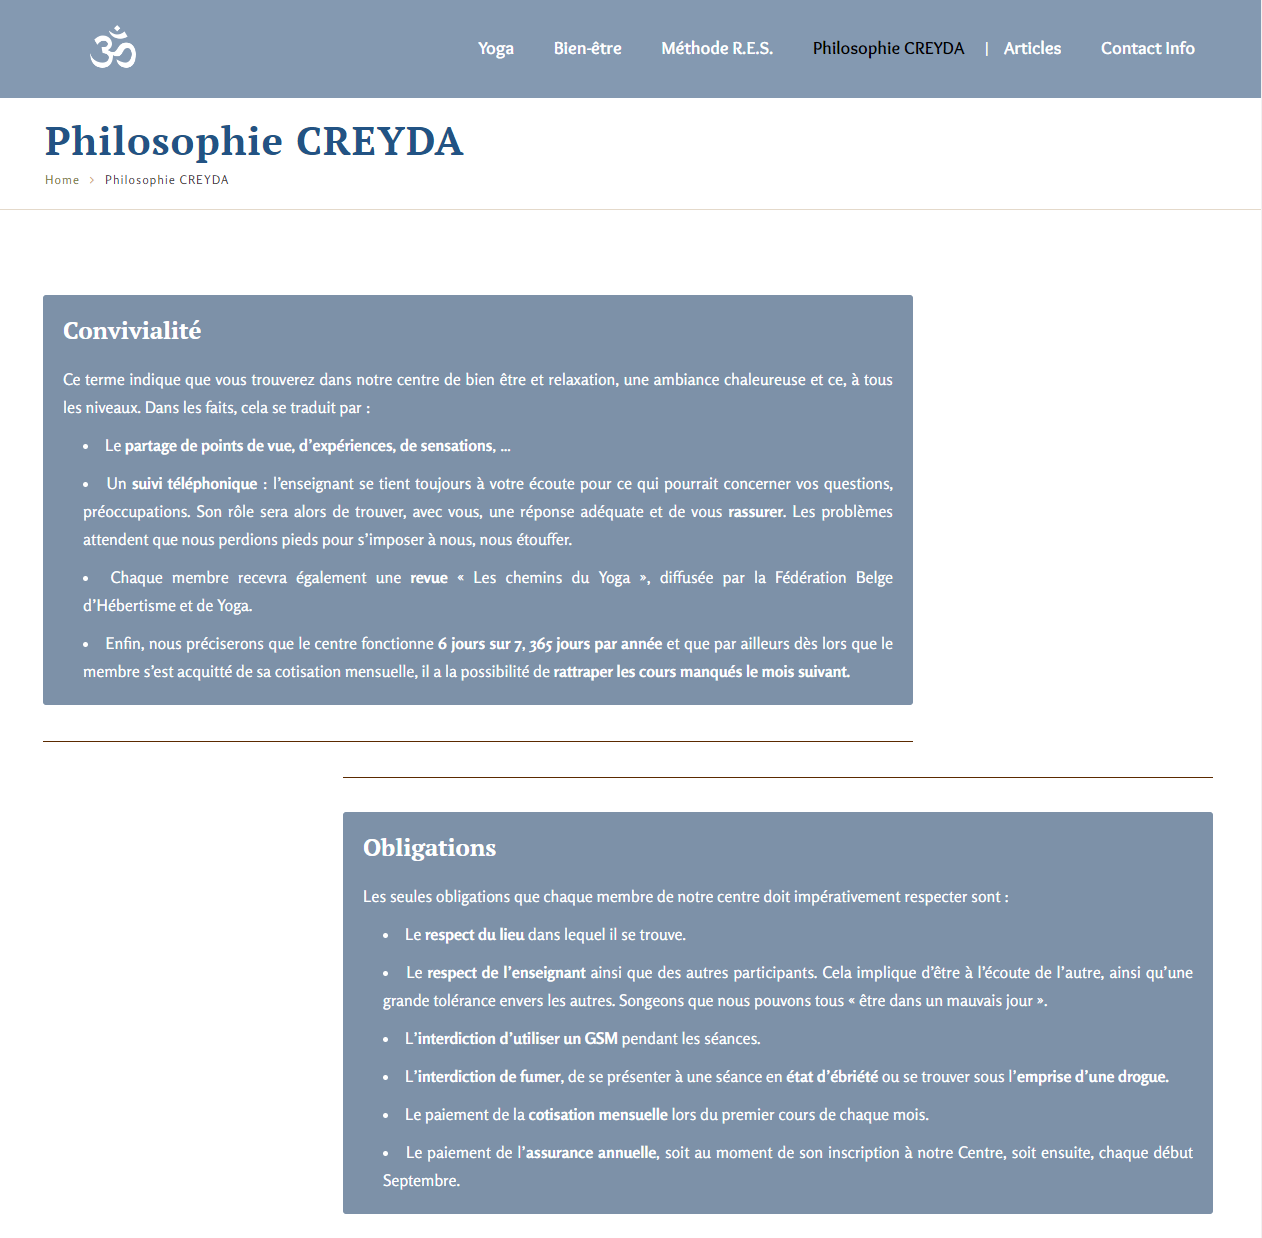 ॐ
Yoga Bien-être Méthode R.E.S. Philosophie CREYDA | Articles Contact Info
Philosophie CREYDA
Home > Philosophie CREYDA
Convivialité
Ce terme indique que vous trouverez dans notre centre de bien être et relaxation, une ambiance chaleureuse et ce, à tous
les niveaux. Dans les faits, cela se traduit par :
• Le partage de points de vue, d’expériences, de sensations, ...
• Un suivi téléphonique : l’enseignant se tient toujours à votre écoute pour ce qui pourrait concerner vos questions,
préoccupations. Son rôle sera alors de trouver, avec vous, une réponse adéquate et de vous rassurer. Les problèmes
attendent que nous perdions pieds pour s’imposer à nous, nous étouffer.
• Chaque membre recevra également une revue « Les chemins du Yoga », diffusée par la Fédération Belge
d’Hébertisme et de Yoga.
• Enfin, nous préciserons que le centre fonctionne 6 jours sur 7, 365 jours par année et que par ailleurs dès lors que le
membre s’est acquitté de sa cotisation mensuelle, il a la possibilité de rattraper les cours manqués le mois suivant.
Obligations
Les seules obligations que chaque membre de notre centre doit impérativement respecter sont :
• Le respect du lieu dans lequel il se trouve.
• Le respect de l’enseignant ainsi que des autres participants. Cela implique d’être à l’écoute de l’autre, ainsi qu’une
grande tolérance envers les autres. Songeons que nous pouvons tous « être dans un mauvais jour ».
• L’interdiction d’utiliser un GSM pendant les séances.
• L’interdiction de fumer, de se présenter à une séance en état d’ébriété ou se trouver sous l’emprise d’une drogue.
• Le paiement de la cotisation mensuelle lors du premier cours de chaque mois.
• Le paiement de l’assurance annuelle, soit au moment de son inscription à notre Centre, soit ensuite, chaque début
Septembre.